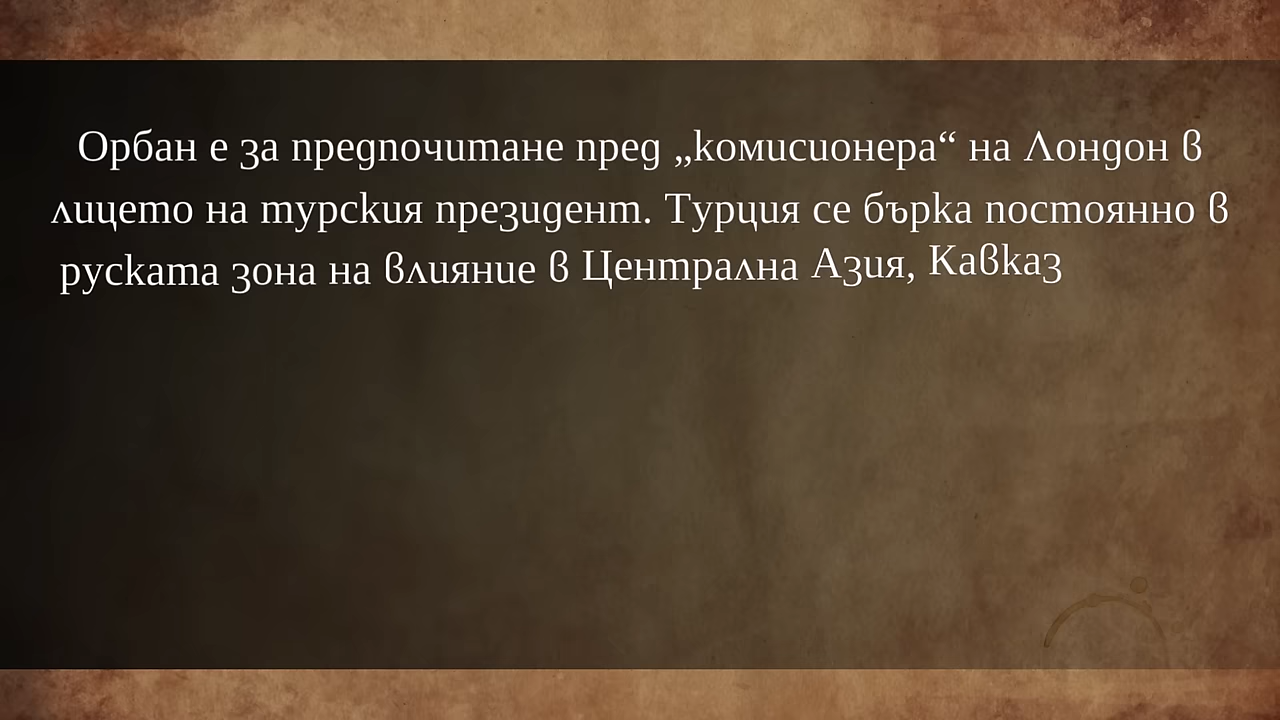 Орбан е за предпочитане пред „комисионера“ на Лондон в
лицето на турския президент. Турция се бърка постоянно в
руската зона на влияние в Централна Азия, Кавказ